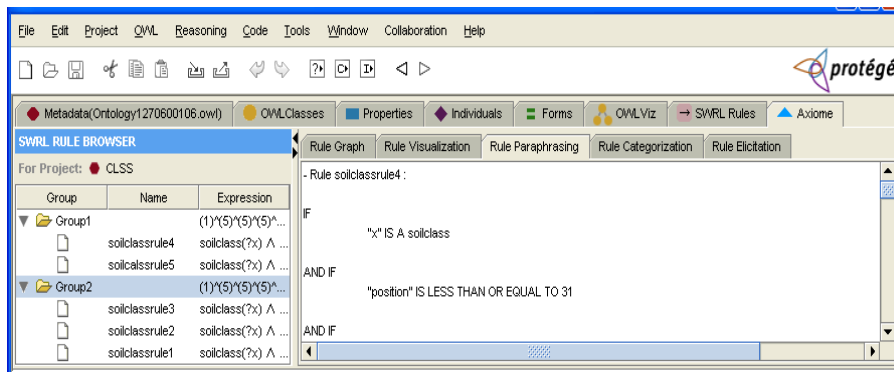 File Edit Project OWL Reasoning Code Tools Window Collaboration Help
protégé
Metadata(Ontology1270600106.owl) OWLClasses Properties Individuals Forms OWLViz SWRL Rules Axiome
SWRL RULE BROWSER
For Project: CLSS
Group Name Expression
Group1 (1)^(5)^(5)^(5)^...
soilclassrule4 soilclass(?x) ∧ ...
soilcalssrule5 soilclass(?x) ∧ ...
Group2 (1)^(5)^(5)^(5)^...
soilclassrule3 soilclass(?x) ∧ ...
soilclassrule2 soilclass(?x) ∧ ...
soilclassrule1 soilclass(?x) ∧ ...
Rule Graph Rule Visualization Rule Paraphrasing Rule Categorization Rule Elicitation
- Rule soilclassrule4 :
IF
"x" IS A soilclass
AND IF
"position" IS LESS THAN OR EQUAL TO 31
AND IF